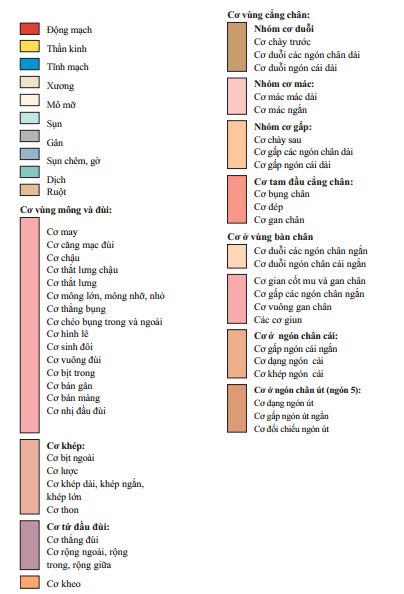 Động mạch
Thần kinh
Tĩnh mạch
Xương
Mô mỡ
Sụn
Gân
Sụn chêm, gờ
Dịch
Ruột
Cơ vùng mông và đùi:
Cơ may
Cơ căng mạc đùi
Cơ chậu
Cơ thắt lưng chậu
Cơ thắt lưng
Cơ mông lớn, mông nhỡ, nhỏ
Cơ thẳng bụng
Cơ chéo bụng trong và ngoài
Cơ hình lê
Cơ sinh đôi
Cơ vuông đùi
Cơ bịt trong
Cơ bán gân
Cơ bán màng
Cơ nhị đầu đùi
Cơ khép:
Cơ bịt ngoài
Cơ lược
Cơ khép dài, khép ngắn,
khép lớn
Cơ thon
Cơ tứ đầu đùi:
Cơ thẳng đùi
Cơ rộng ngoài, rộng
trong, rộng giữa
Cơ kheo
Cơ vùng cẳng chân:
Nhóm cơ duỗi
Cơ chày trước
Cơ duỗi các ngón chân dài
Cơ duỗi ngón cái dài
Nhóm cơ mác:
Cơ mác mác dài
Cơ mác ngắn
Nhóm cơ gấp:
Cơ chày sau
Cơ gấp các ngón chân dài
Cơ gấp ngón cái dài
Cơ tam đầu cẳng chân:
Cơ bụng chân
Cơ dép
Cơ gan chân
Cơ ở vùng bàn chân
Cơ duỗi các ngón chân ngắn
Cơ duỗi ngón chân cái ngắn
Cơ gian cốt mu và gan chân
Cơ gấp các ngón chân ngắn
Cơ vuông gan chân
Các cơ giun
Cơ ở ngón chân cái:
Cơ gấp ngón cái ngắn
Cơ dạng ngón cái
Cơ khép ngón cái
Cơ ở ngón chân út (ngón 5):
Cơ dạng ngón út
Cơ gấp ngón út ngắn
Cơ đối chiếu ngón út